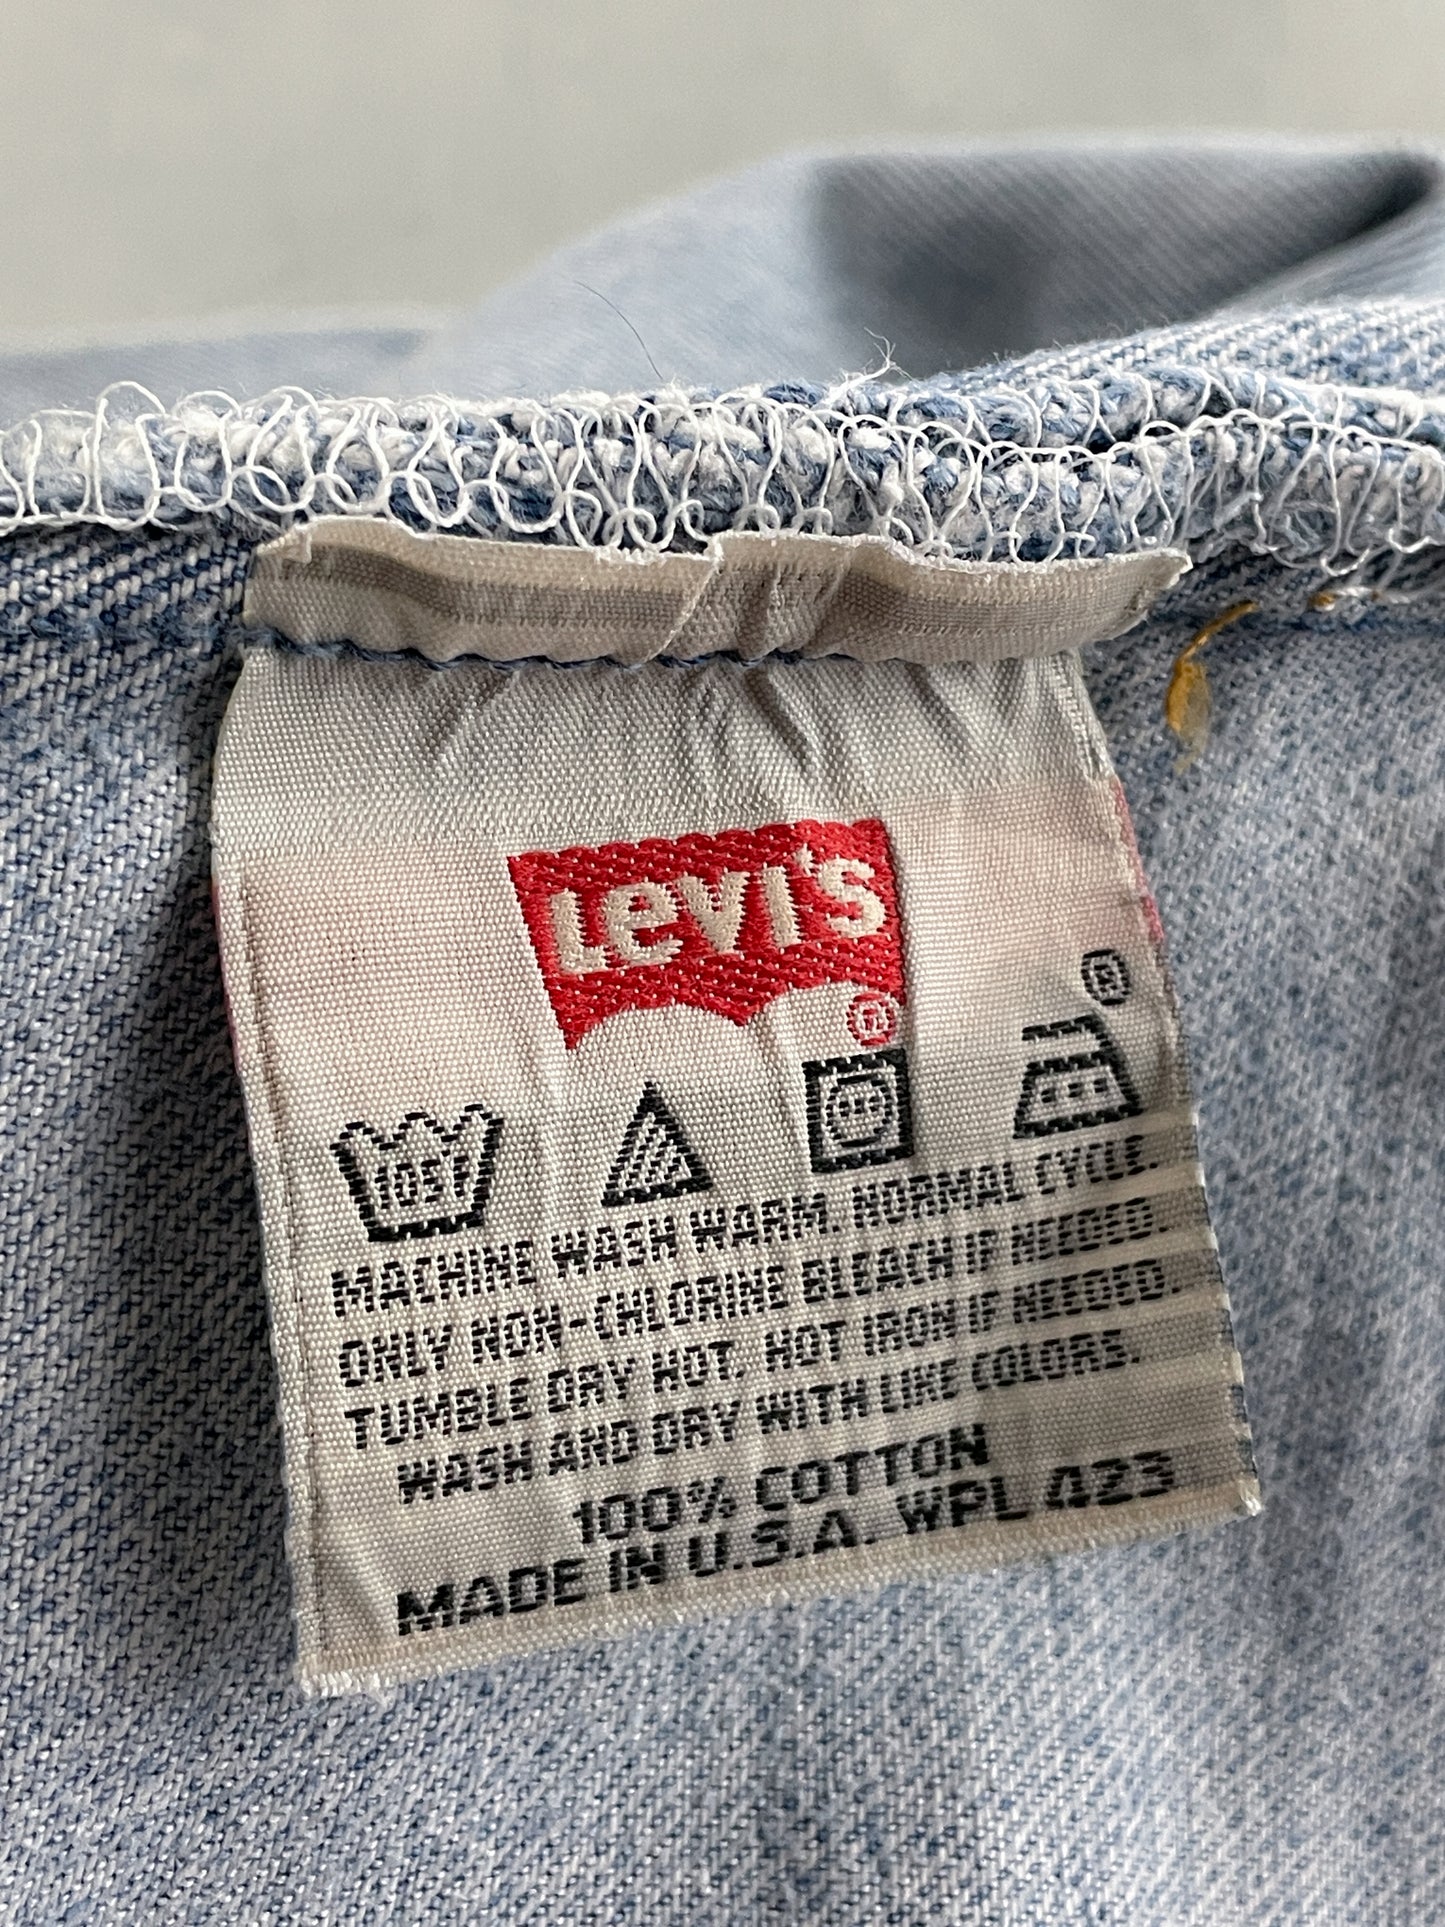 Levi's
®
®
105F
MACHINE WASH WARM. NORMAL CYCLE.
ONLY NON-CHLORINE BLEACH IF NEEDED.
TUMBLE DRY HOT. HOT IRON IF NEEDED.
WASH AND DRY WITH LIKE COLORS.
100% COTTON
MADE IN U.S.A. WPL 423